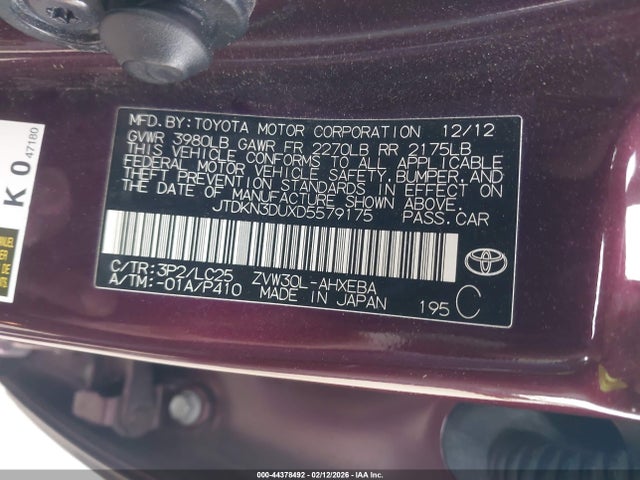 MFD. BY: TOYOTA MOTOR CORPORATION 12/12
GVWR 3980LB GAWR FR 2270LB RR 2175LB
THIS VEHICLE CONFORMS TO ALL APPLICABLE
FEDERAL MOTOR VEHICLE SAFETY, BUMPER, AND
THEFT PREVENTION STANDARDS IN EFFECT ON
THE DATE OF MANUFACTURE SHOWN ABOVE.
JTDKN3DUXD5579175 PASS. CAR
C/TR: 3P2/LC25 ZVW30L-AHXEBA
A/TM: -01A/P410 MADE IN JAPAN 195 C
K0
47180
000-44378492 - 02/12/2026 - IAA Inc.